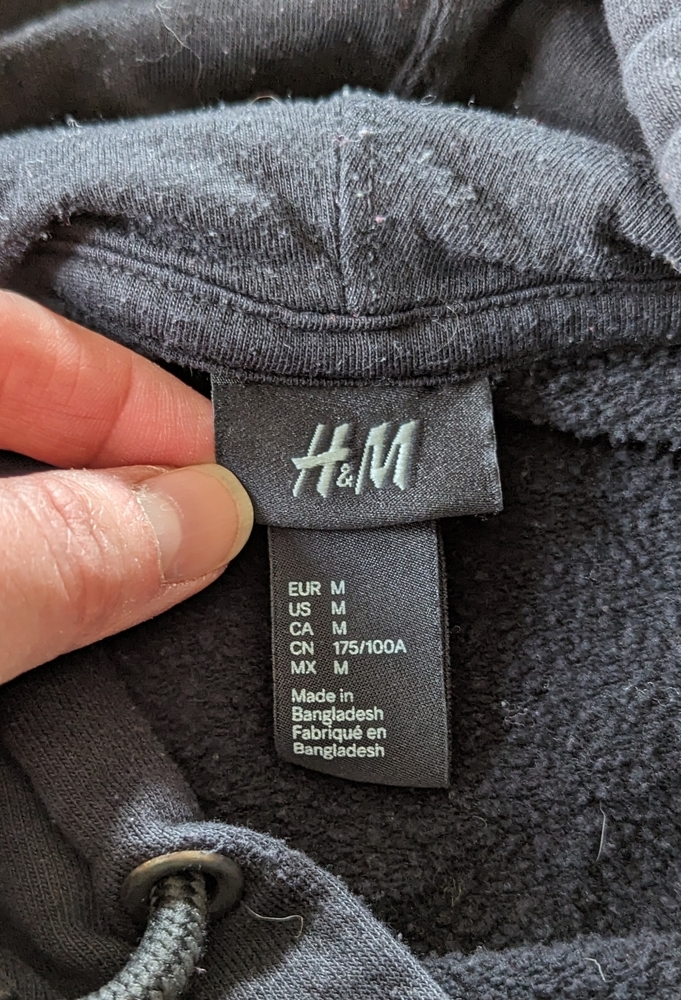 H&M
EUR M
US M
CA M
CN 175/100A
MX M
Made in
Bangladesh
Fabriqué en
Bangladesh